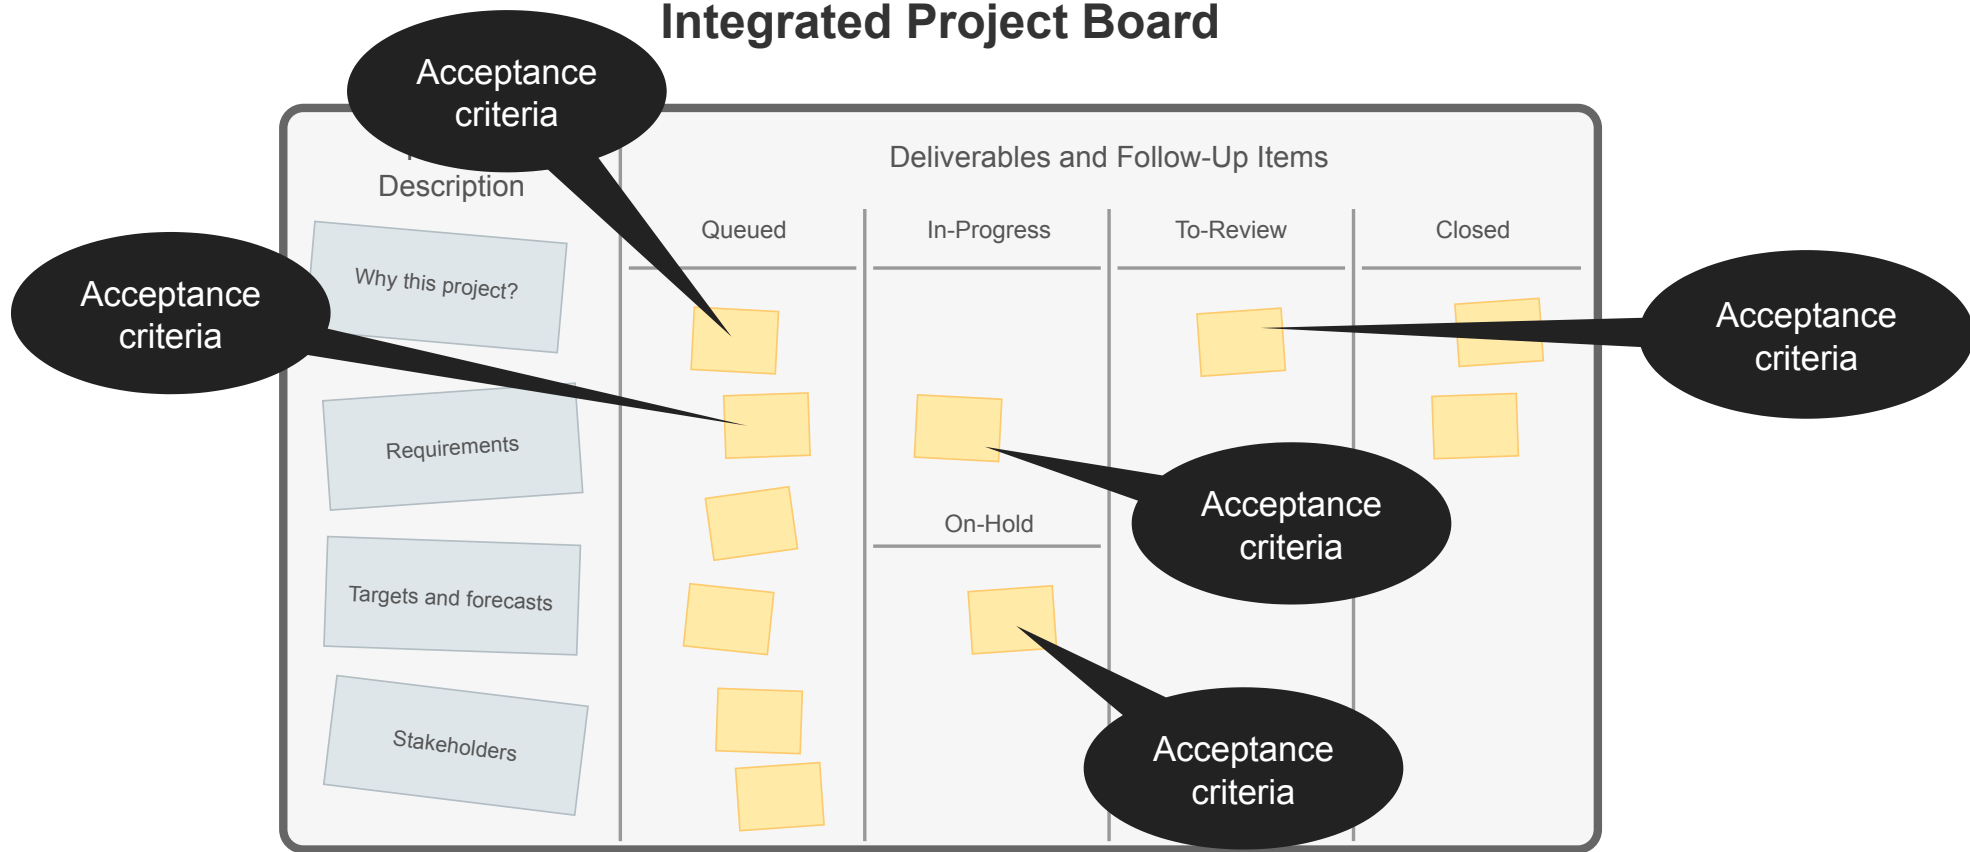 Integrated Project Board
Acceptance
criteria
Description
Deliverables and Follow-Up Items
Queued
In-Progress
To-Review
Closed
Why this project?
Acceptance
criteria
Acceptance
criteria
Requirements
Acceptance
criteria
On-Hold
Targets and forecasts
Stakeholders
Acceptance
criteria